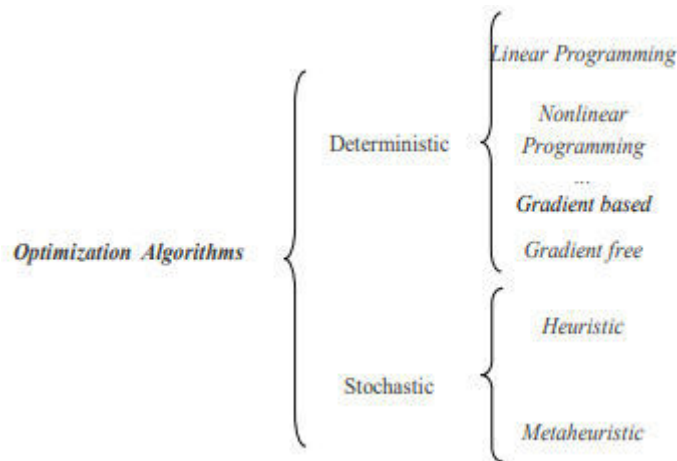 Linear Programming
Nonlinear
Programming
Deterministic
...
Gradient based
Gradient free
Optimization Algorithms
Heuristic
Stochastic
Metaheuristic